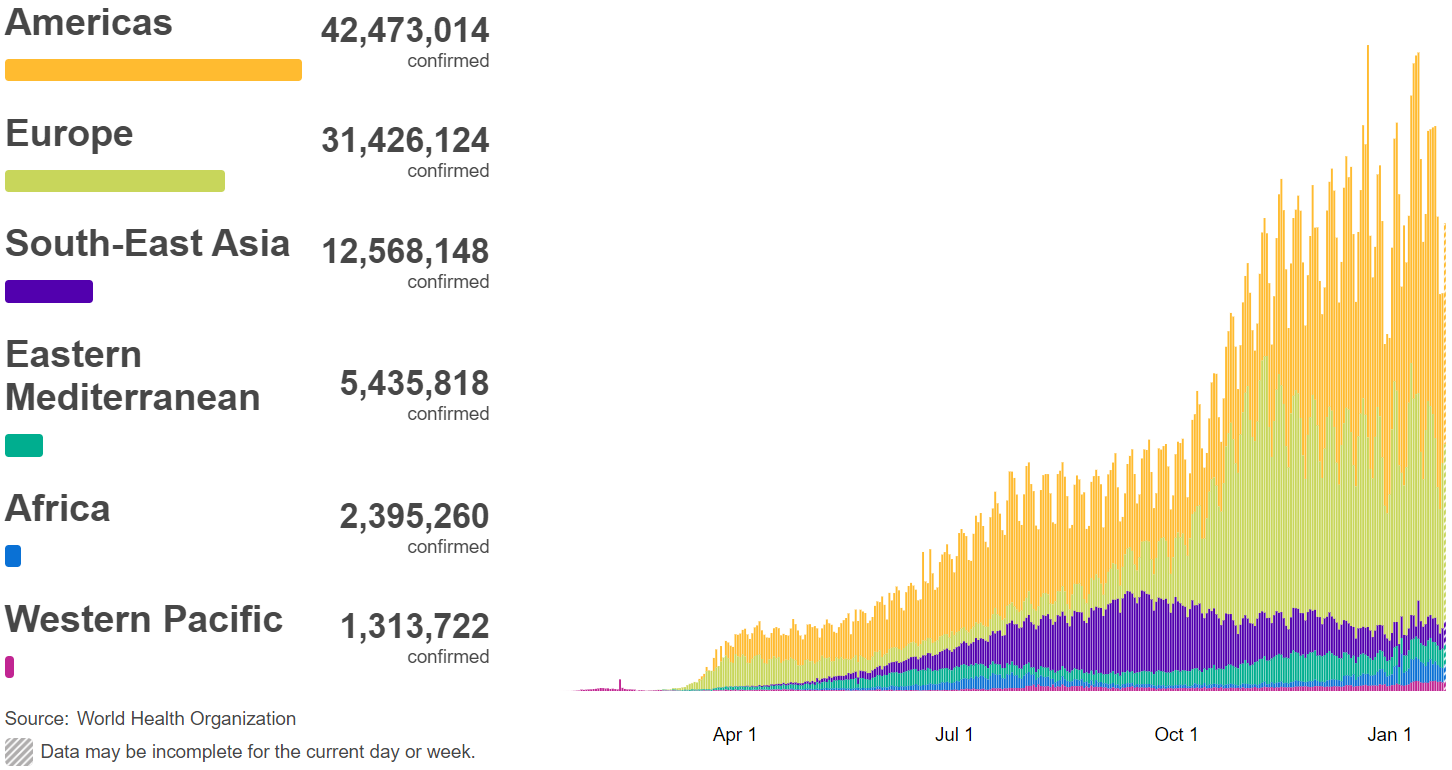 Americas
42,473,014
confirmed
Europe
31,426,124
confirmed
South-East Asia
12,568,148
confirmed
Eastern
Mediterranean
5,435,818
confirmed
Africa
2,395,260
confirmed
Western Pacific
1,313,722
confirmed
Source: World Health Organization
Data may be incomplete for the current day or week.
Apr 1 Jul 1 Oct 1 Jan 1